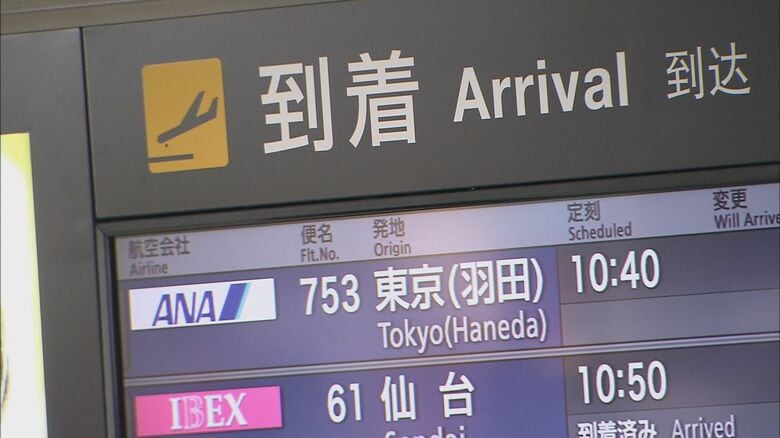 到着 Arrival 到达
航空会社 便名 発地 定刻 変更
Airline Flt.No. Origin Scheduled Will Arrive
ANA 753 東京(羽田) 10:40
Tokyo(Haneda)
IBEX 61 仙台 10:50
Sendai 到着済み Arrived